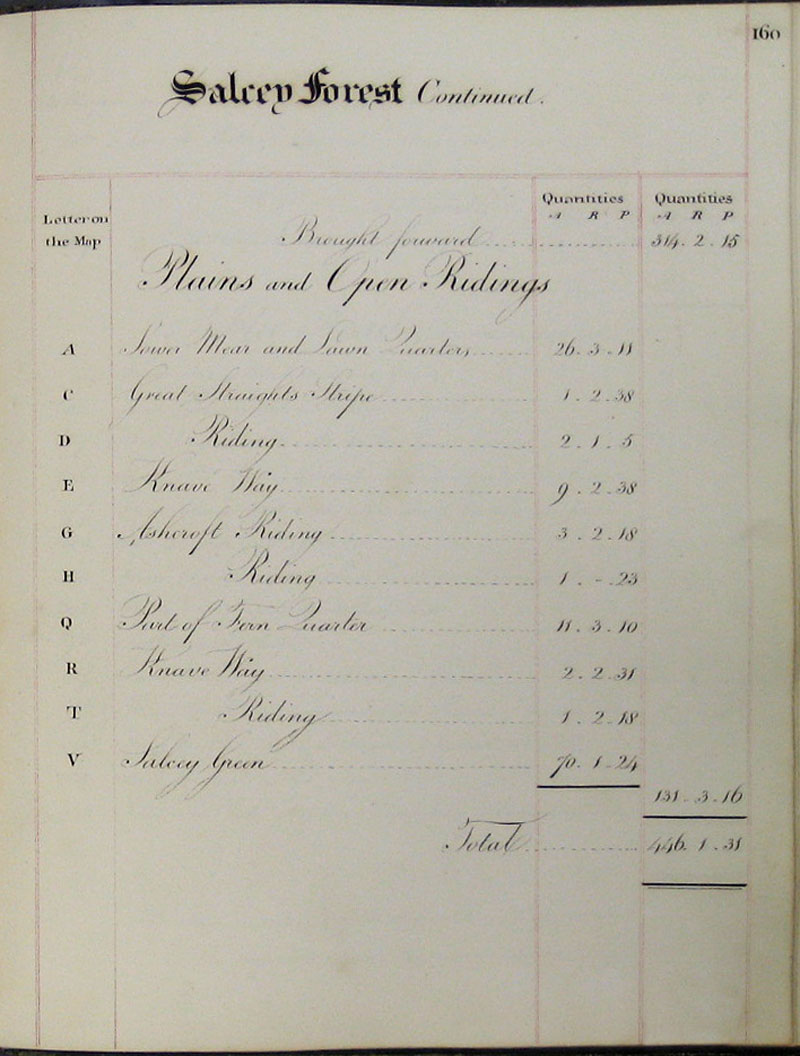 160
Salcey Forest Continued.
Letter on the Map
Quantities Quantities
A R P A R P
Brought forward 314. 2. 15
Plains and Open Ridings
A Lower Mear and Lawn Quarters 26. 3. 11
C Great Straights Stripe 1. 2. 38
D Riding 2. 1. 5
E Knave Way 9. 2. 38
G Ashcroft Riding 3. 2. 18
H Riding 1. - 23
Q Part of Fern Quarter 11. 3. 10
R Knave Way 2. 2. 31
T Riding 1. 2. 18
V Salcey Green 70. 1. 24
131. 3. 16
Total 446. 1. 31